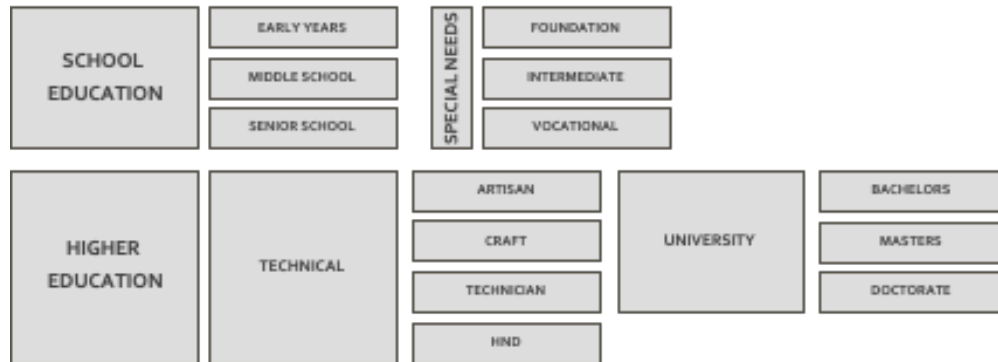 SCHOOL
EDUCATION
EARLY YEARS
MIDDLE SCHOOL
SENIOR SCHOOL
SPECIAL NEEDS
FOUNDATION
INTERMEDIATE
VOCATIONAL
HIGHER
EDUCATION
TECHNICAL
ARTISAN
CRAFT
TECHNICIAN
HND
UNIVERSITY
BACHELORS
MASTERS
DOCTORATE